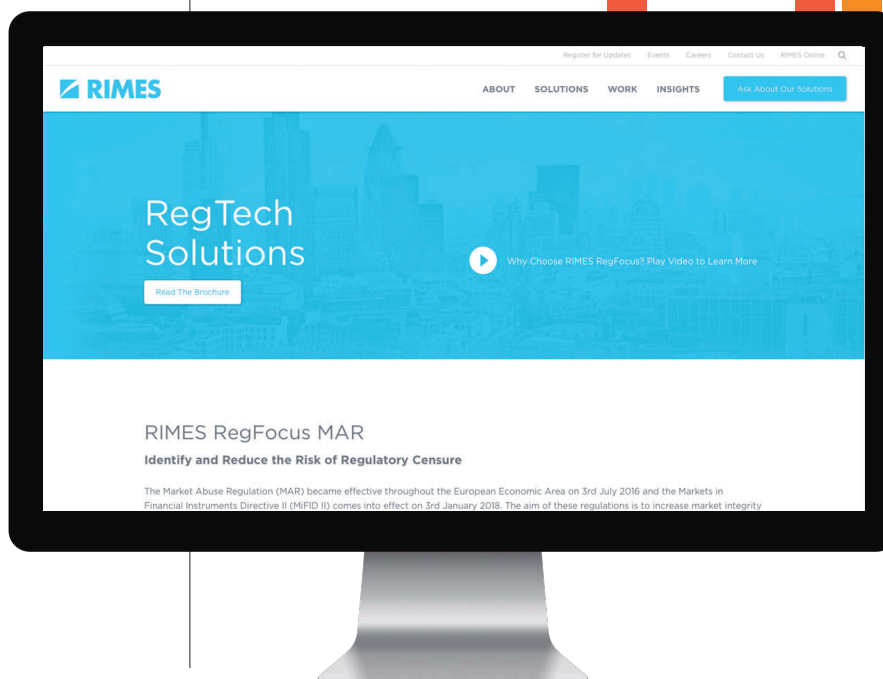 Register for Updates Events Careers Contact Us RIMES Online
RIMES
ABOUT SOLUTIONS WORK INSIGHTS Ask About Our Solutions
RegTech
Solutions
Why Choose RIMES RegFocus? Play Video to Learn More
Read The Brochure
RIMES RegFocus MAR
Identify and Reduce the Risk of Regulatory Censure
The Market Abuse Regulation (MAR) became effective throughout the European Economic Area on 3rd July 2016 and the Markets in
Financial Instruments Directive II (MiFID II) comes into effect on 3rd January 2018. The aim of these regulations is to increase market integrity